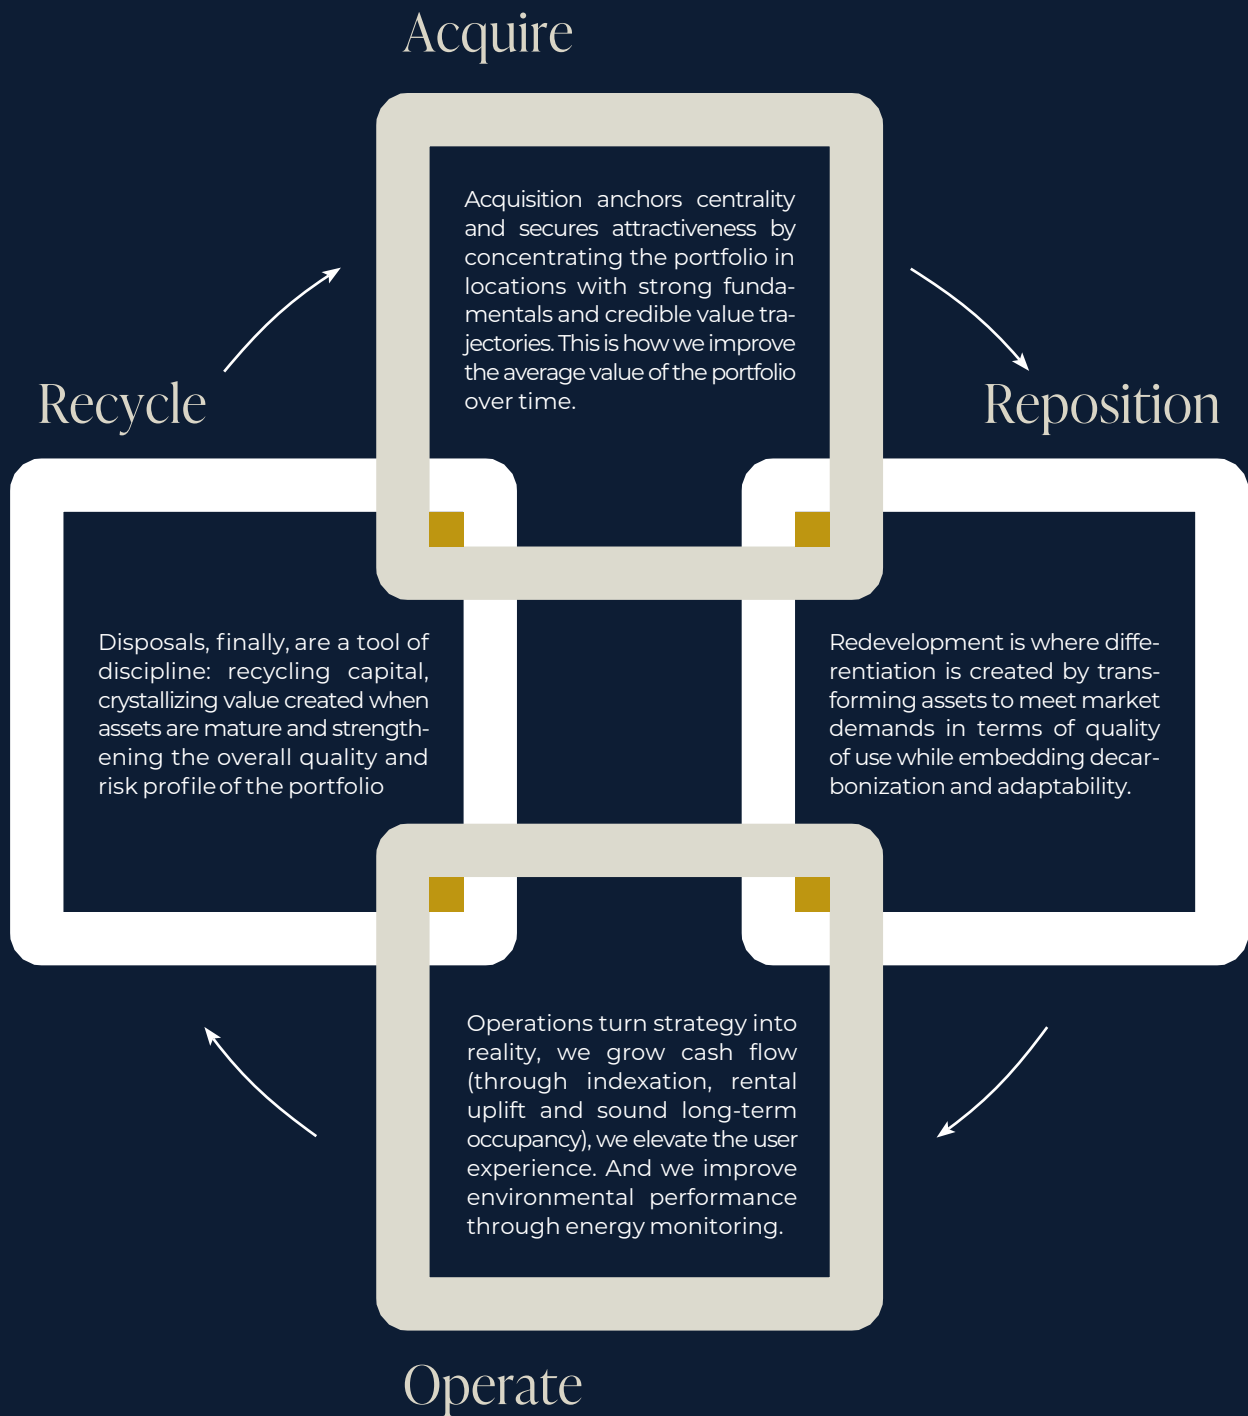 Acquire
Acquisition anchors centrality
and secures attractiveness by
concentrating the portfolio in
locations with strong funda-
mentals and credible value tra-
jectories. This is how we improve
the average value of the portfolio
over time.
Recycle
Reposition
Disposals, finally, are a tool of
discipline: recycling capital,
crystallizing value created when
assets are mature and strength-
ening the overall quality and
risk profile of the portfolio
Redevelopment is where diffe-
rentiation is created by trans-
forming assets to meet market
demands in terms of quality
of use while embedding decar-
bonization and adaptability.
Operations turn strategy into
reality, we grow cash flow
(through indexation, rental
uplift and sound long-term
occupancy), we elevate the user
experience. And we improve
environmental performance
through energy monitoring.
Operate